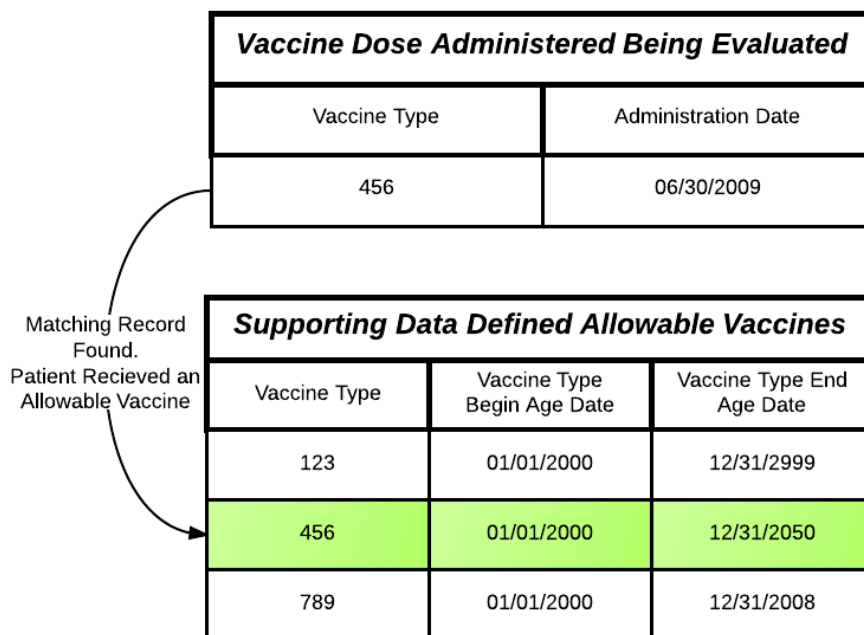 Vaccine Dose Administered Being Evaluated
Vaccine Type Administration Date
456 06/30/2009
Matching Record
Found.
Patient Recieved an
Allowable Vaccine
Supporting Data Defined Allowable Vaccines
Vaccine Type
Vaccine Type
Begin Age Date
Vaccine Type End
Age Date
123 01/01/2000 12/31/2999
456 01/01/2000 12/31/2050
789 01/01/2000 12/31/2008